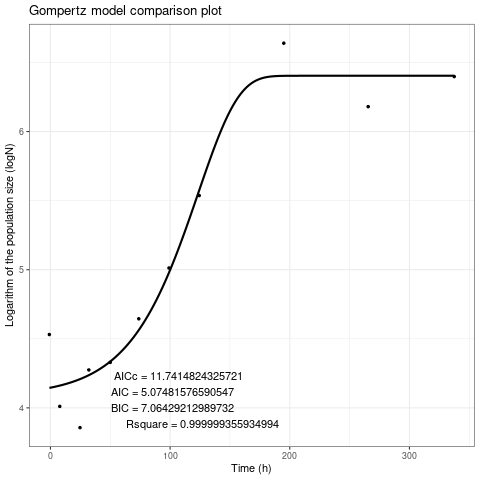 Gompertz model comparison plot
Logarithm of the population size (logN)
6
5
4
AICc = 11.7414824325721
AIC = 5.07481576590547
BIC = 7.06429212989732
Rsquare = 0.999999355934994
0 100 200 300
Time (h)